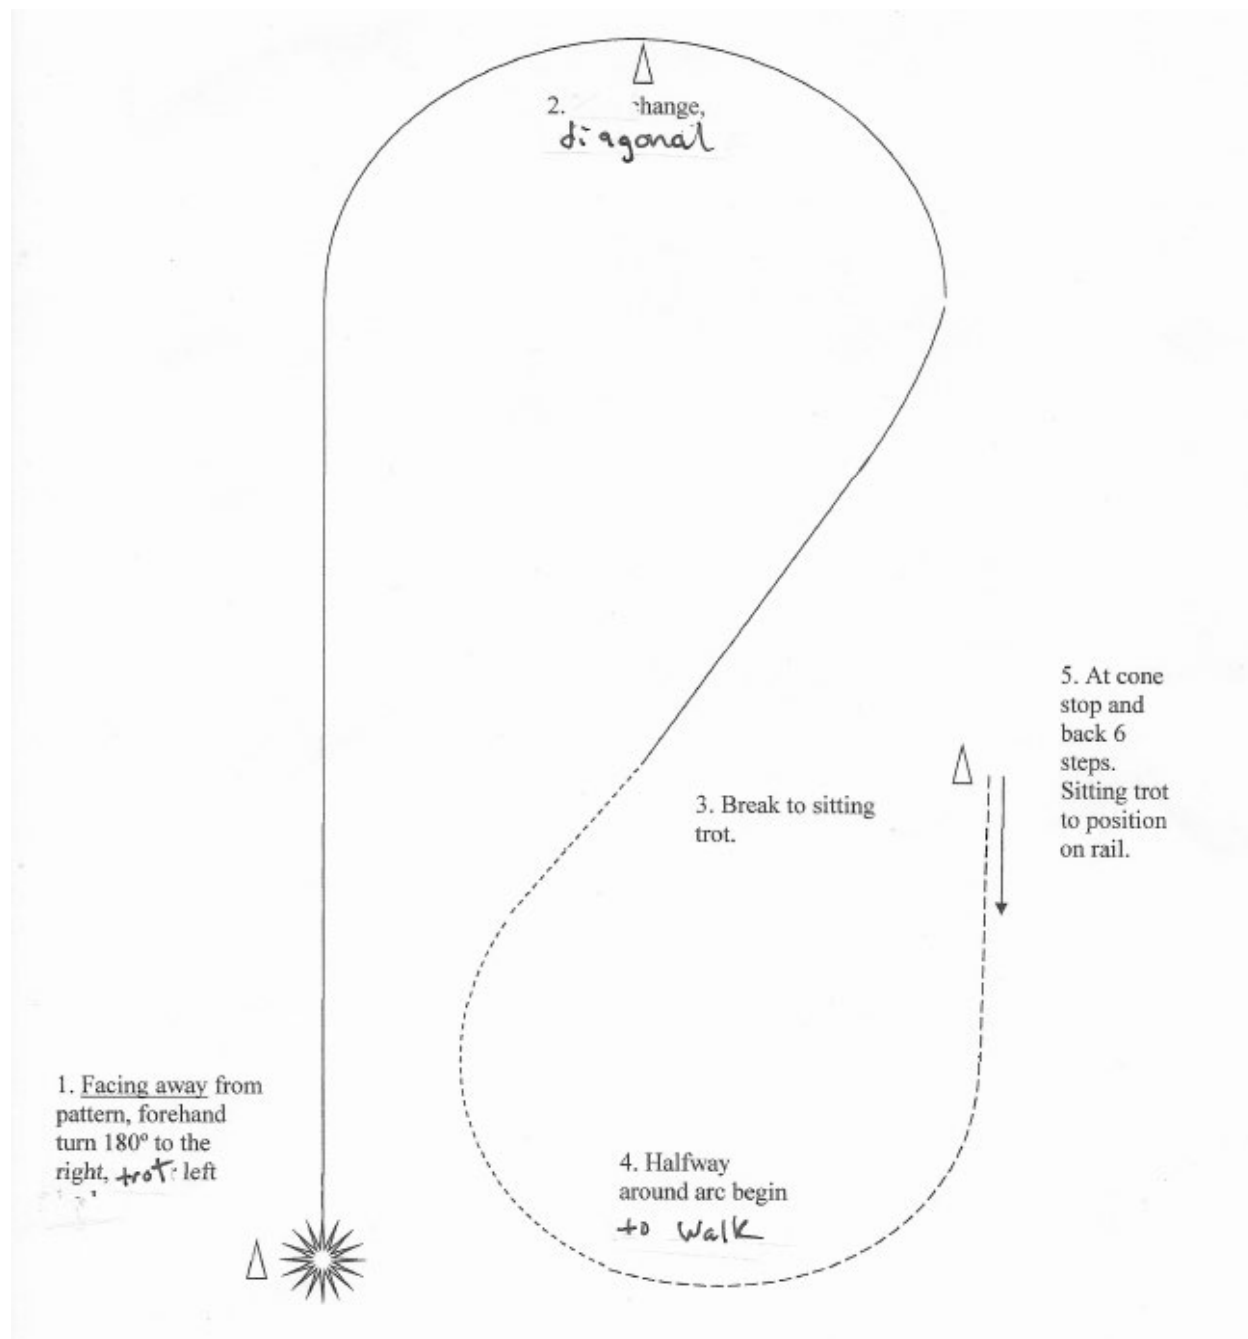 2. change,
diagonal
5. At cone
stop and
back 6
steps.
Sitting trot
to position
on rail.
3. Break to sitting
trot.
1. Facing away from
pattern, forehand
turn 180º to the
right, trot left
4. Halfway
around arc begin
to walk